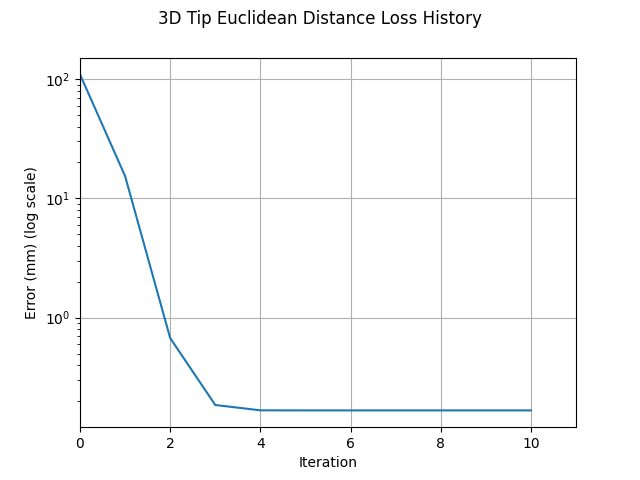 3D Tip Euclidean Distance Loss History
10²
10¹
10⁰
Error (mm) (log scale)
0 2 4 6 8 10
Iteration